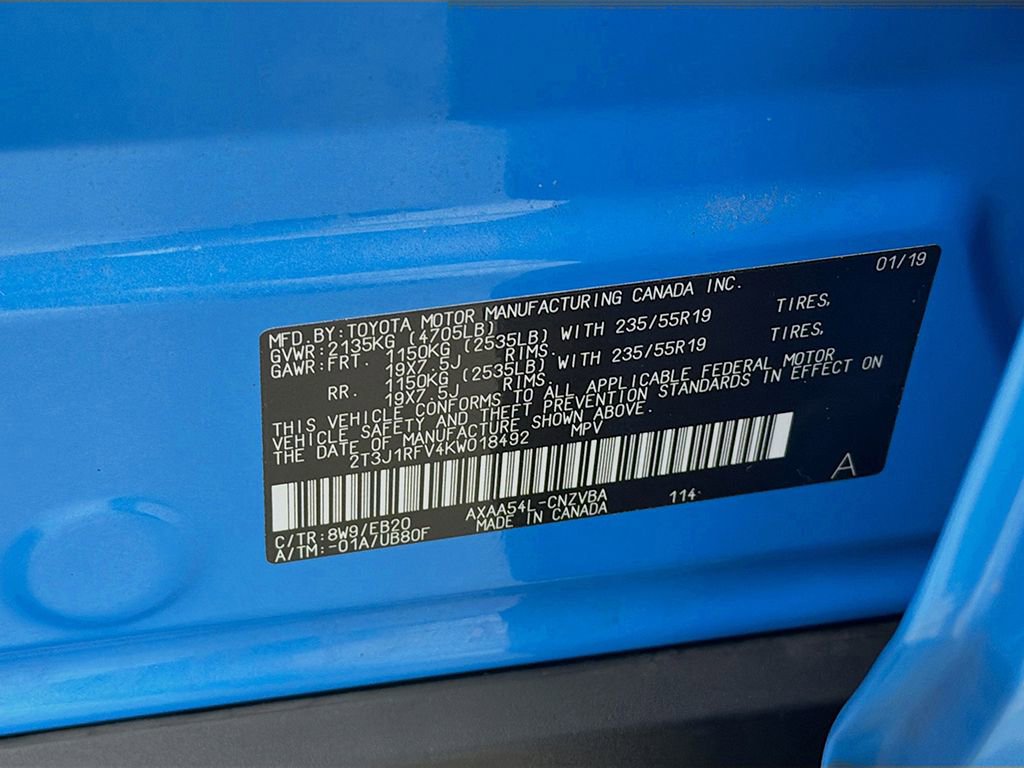 01/19
MFD.BY:TOYOTA MOTOR MANUFACTURING CANADA INC.
GVWR:2135KG (4705LB)
GAWR:FRT. 1150KG (2535LB) WITH 235/55R19 TIRES,
19X7.5J RIMS.
RR. 1150KG (2535LB) WITH 235/55R19 TIRES,
19X7.5J RIMS.
THIS VEHICLE CONFORMS TO ALL APPLICABLE FEDERAL MOTOR
VEHICLE SAFETY AND THEFT PREVENTION STANDARDS IN EFFECT ON
THE DATE OF MANUFACTURE SHOWN ABOVE.
2T3J1RFV4KW018492 MPV
A
C/TR:8W9/EB20 AXAA54L-CNZVBA 114
A/TM:-01A/UB80F MADE IN CANADA